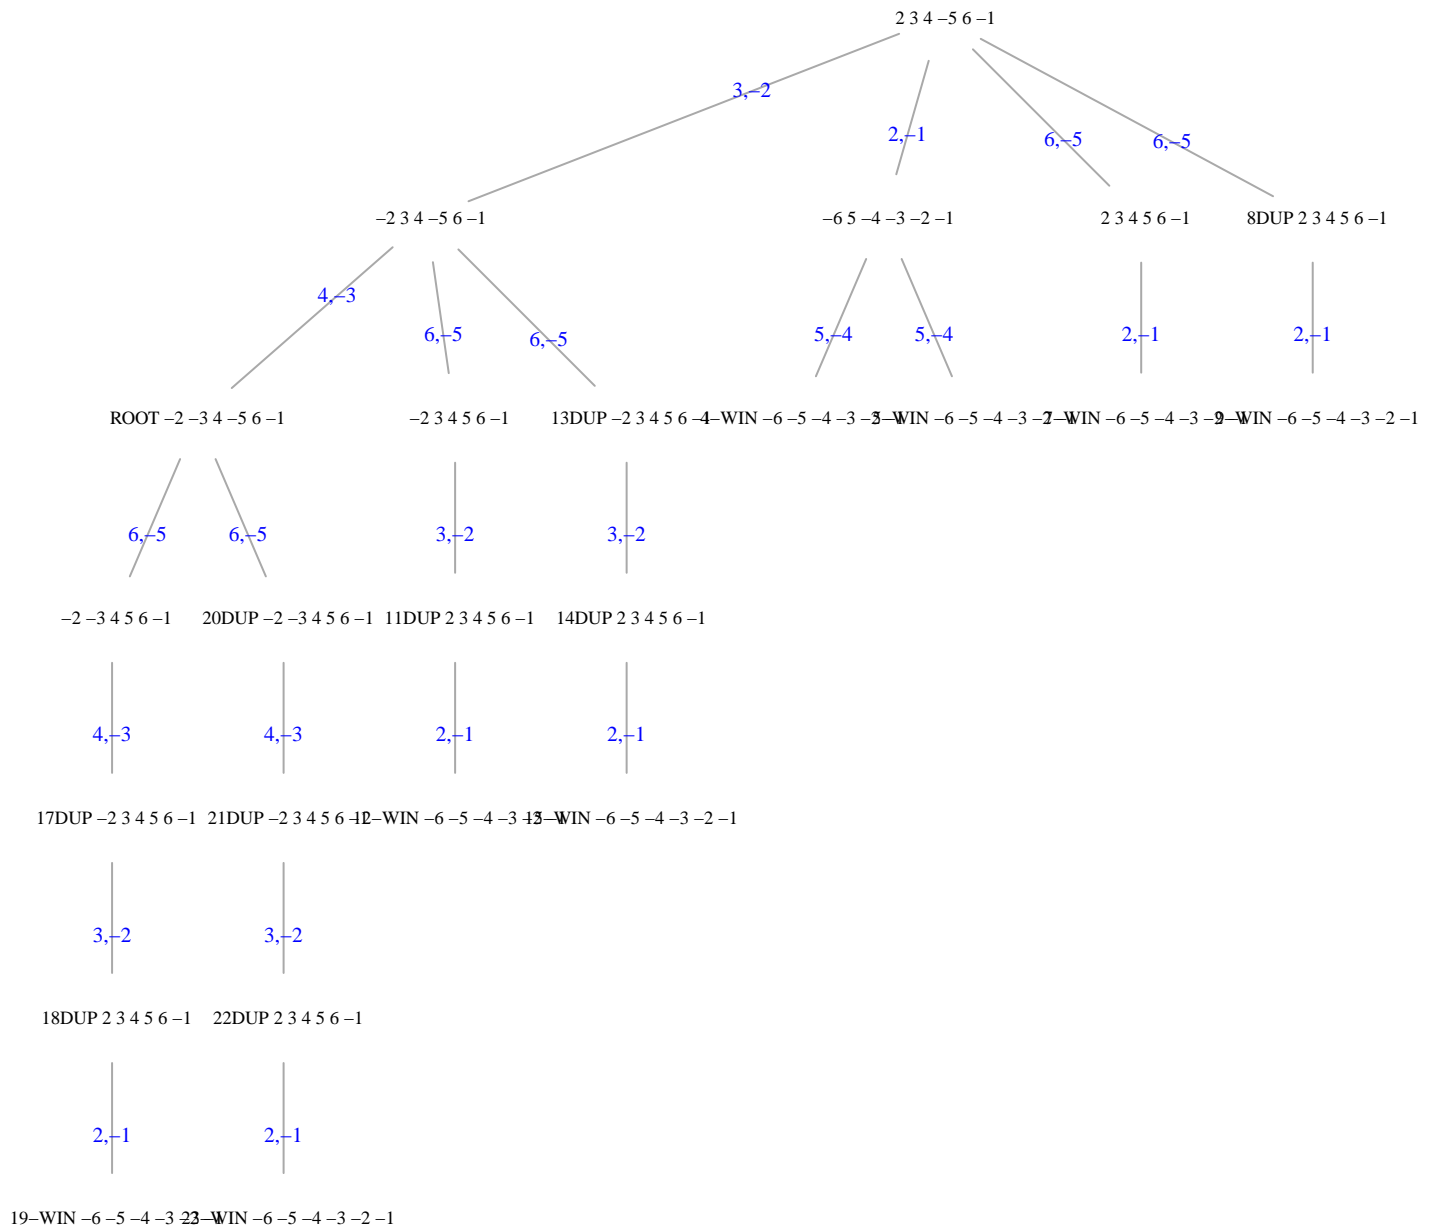 2 3 4 –5 6 –1
3,–2
2,–1
6,–5
6,–5
–2 3 4 –5 6 –1
–6 5 –4 –3 –2 –1
2 3 4 5 6 –1
8DUP 2 3 4 5 6 –1
4,–3
6,–5
6,–5
5,–4
5,–4
2,–1
2,–1
ROOT –2 –3 4 –5 6 –1
–2 3 4 5 6 –1
13DUP –2 3 4 5 6 –1
4–WIN –6 –5 –4 –3 –2 –1
5–WIN –6 –5 –4 –3 –2 –1
7–WIN –6 –5 –4 –3 –2 –1
9–WIN –6 –5 –4 –3 –2 –1
6,–5
6,–5
3,–2
3,–2
–2 –3 4 5 6 –1
20DUP –2 –3 4 5 6 –1
11DUP 2 3 4 5 6 –1
14DUP 2 3 4 5 6 –1
4,–3
4,–3
2,–1
2,–1
17DUP –2 3 4 5 6 –1
21DUP –2 3 4 5 6 –1
12–WIN –6 –5 –4 –3 –2 –1
15–WIN –6 –5 –4 –3 –2 –1
3,–2
3,–2
18DUP 2 3 4 5 6 –1
22DUP 2 3 4 5 6 –1
2,–1
2,–1
19–WIN –6 –5 –4 –3 –2 –1
23–WIN –6 –5 –4 –3 –2 –1